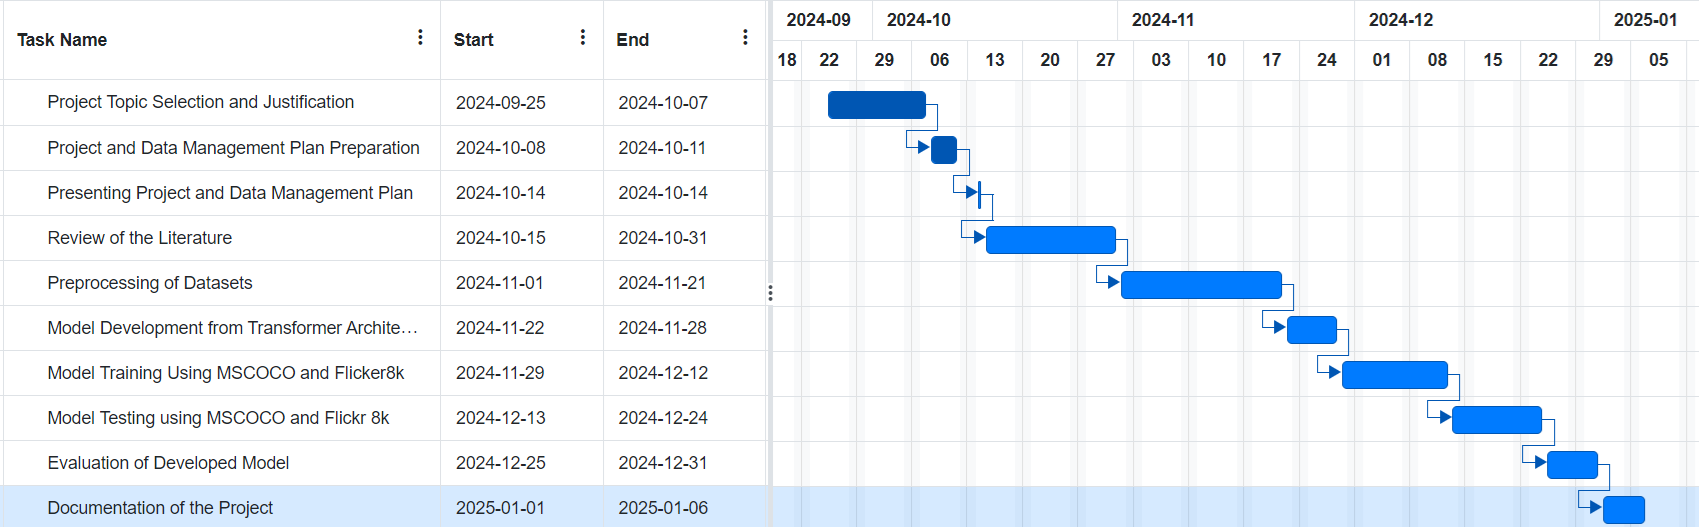 Task Name Start End 2024-09 2024-10 2024-11 2024-12 2025-01
18 22 29 06 13 20 27 03 10 17 24 01 08 15 22 29 05
Project Topic Selection and Justification 2024-09-25 2024-10-07
Project and Data Management Plan Preparation 2024-10-08 2024-10-11
Presenting Project and Data Management Plan 2024-10-14 2024-10-14
Review of the Literature 2024-10-15 2024-10-31
Preprocessing of Datasets 2024-11-01 2024-11-21
Model Development from Transformer Archite... 2024-11-22 2024-11-28
Model Training Using MSCOCO and Flicker8k 2024-11-29 2024-12-12
Model Testing using MSCOCO and Flickr 8k 2024-12-13 2024-12-24
Evaluation of Developed Model 2024-12-25 2024-12-31
Documentation of the Project 2025-01-01 2025-01-06